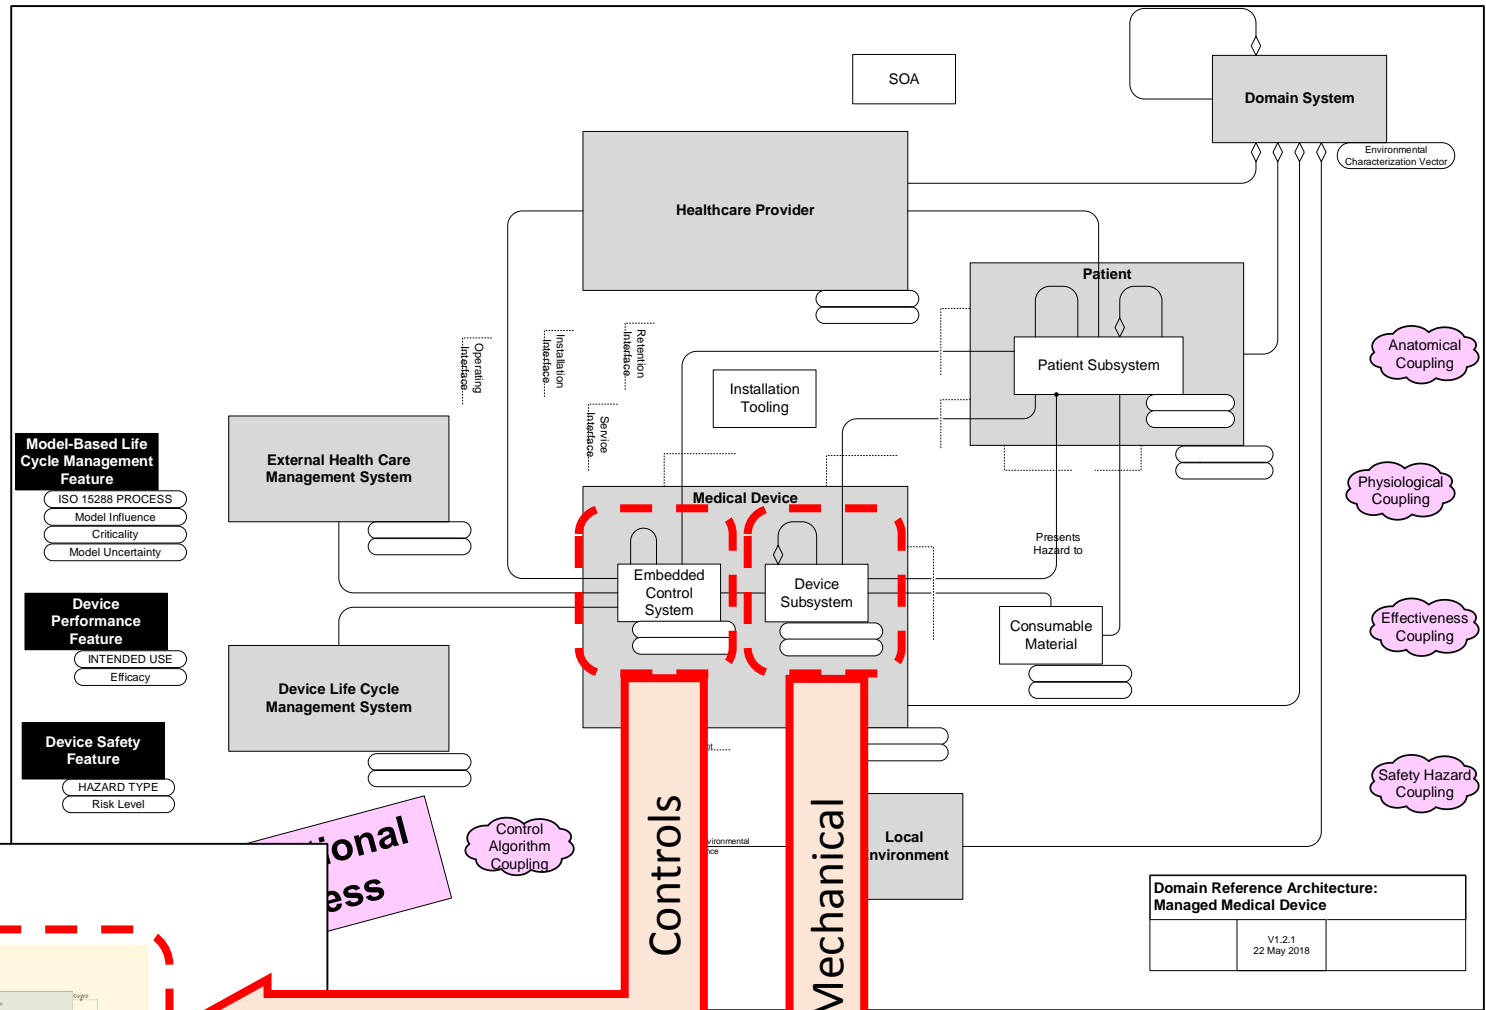 SOA
Domain System
Environmental
Characterization Vector
Healthcare Provider
Patient
Patient Subsystem
Anatomical
Coupling
Operating
Interface
Installation
Interface
Retention
Interface
Service
Interface
Installation
Tooling
Model-Based Life
Cycle Management
Feature
ISO 15288 PROCESS
Model Influence
Criticality
Model Uncertainty
External Health Care
Management System
Physiological
Coupling
Medical Device
Presents
Hazard to
Embedded
Control
System
Device
Subsystem
Consumable
Material
Effectiveness
Coupling
Device
Performance
Feature
INTENDED USE
Efficacy
Device Life Cycle
Management System
Device Safety
Feature
HAZARD TYPE
Risk Level
Safety Hazard
Coupling
Control
Algorithm
Coupling
Controls
Mechanical
Local
Domain Reference Architecture:
Managed Medical Device
V1.2.1
22 May 2018